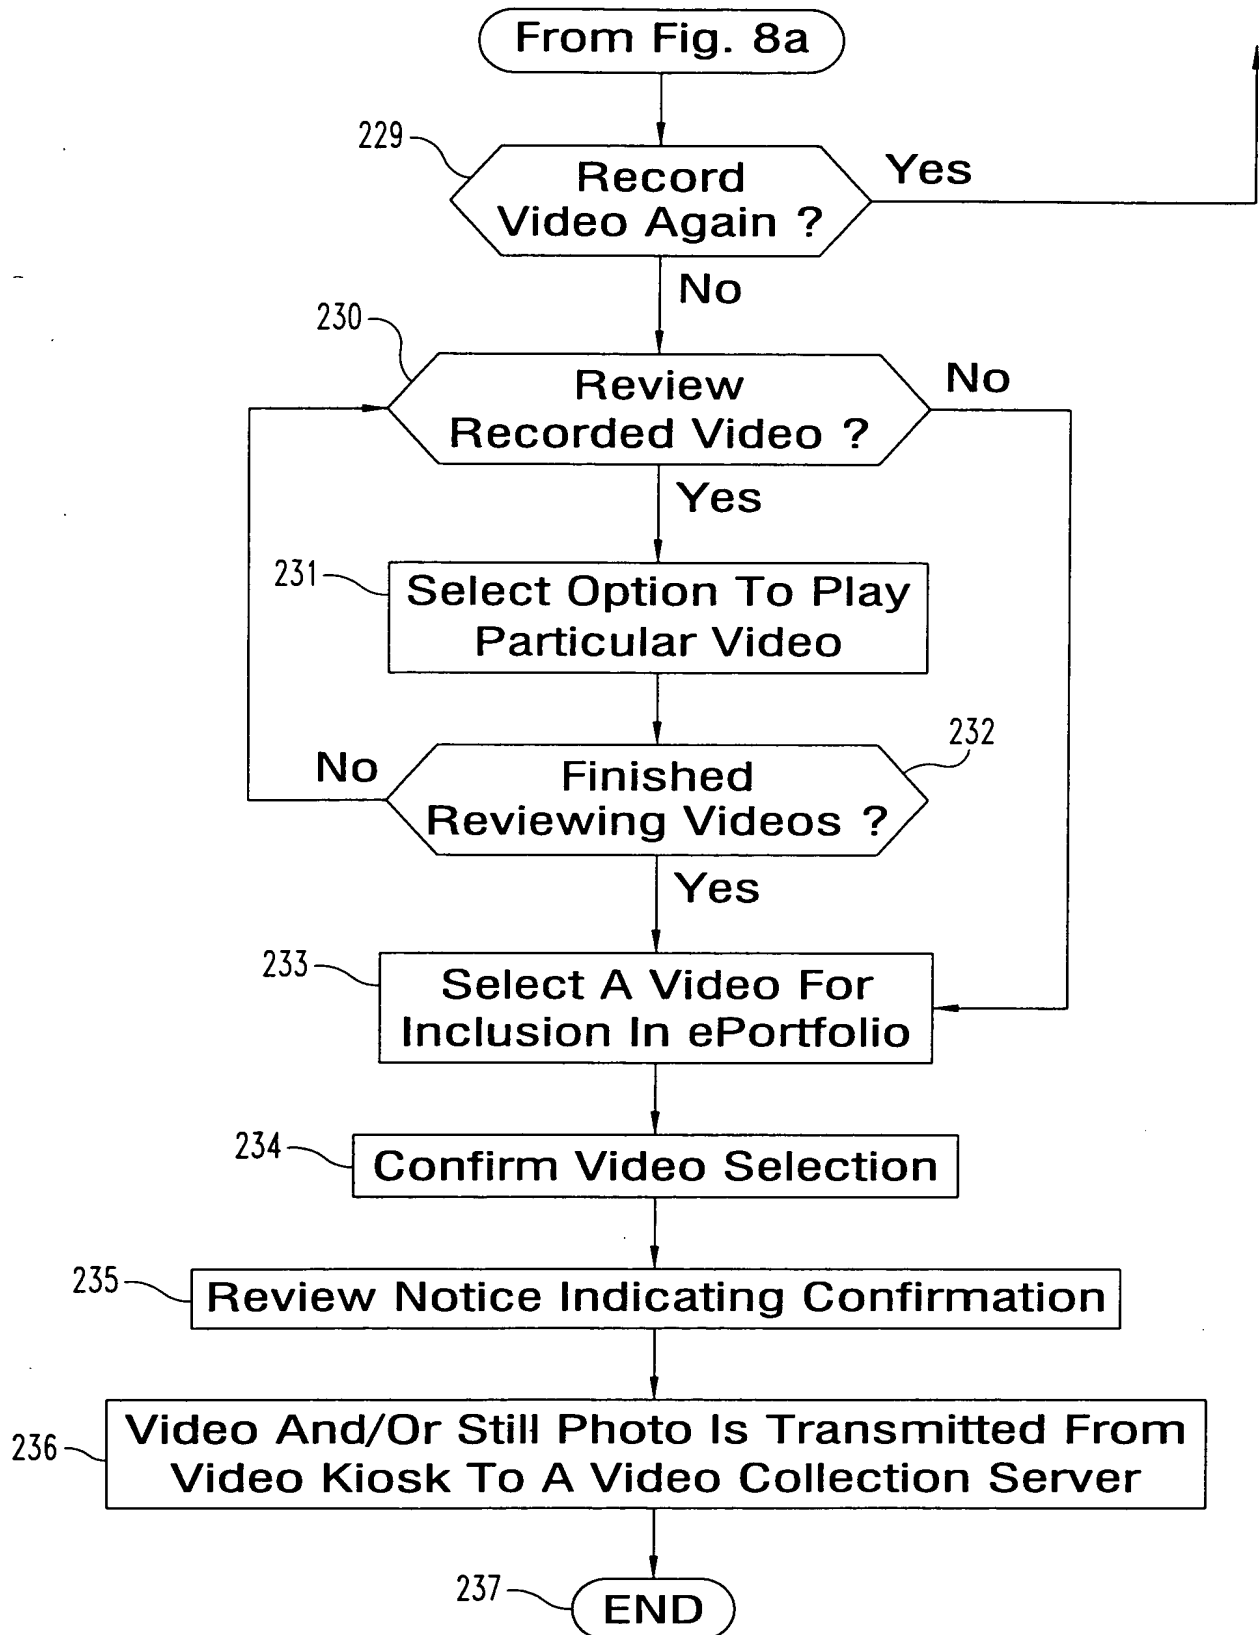 From Fig. 8a
229
Record
Video Again ?
Yes
No
230
Review
Recorded Video ?
No
Yes
231
Select Option To Play
Particular Video
232
No
Finished
Reviewing Videos ?
Yes
233
Select A Video For
Inclusion In ePortfolio
234
Confirm Video Selection
235
Review Notice Indicating Confirmation
236
Video And/Or Still Photo Is Transmitted From
Video Kiosk To A Video Collection Server
237
END